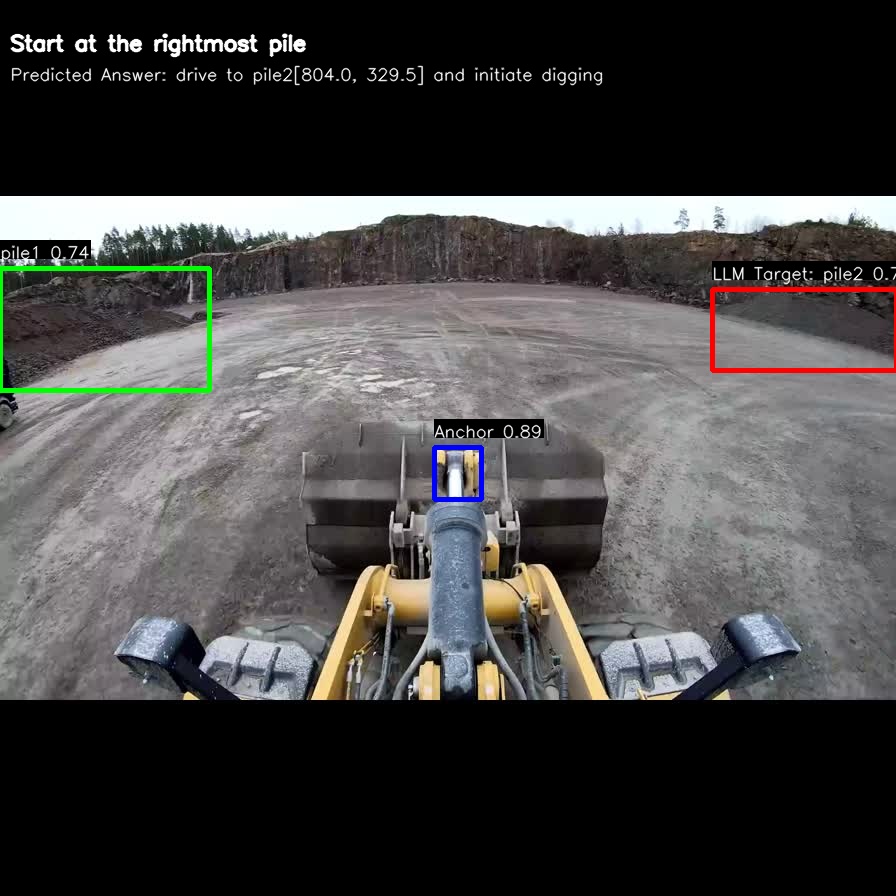 Start at the rightmost pile
Predicted Answer: drive to pile2[804.0, 329.5] and initiate digging
pile1 0.74
LLM Target: pile2 0.7
Anchor 0.89